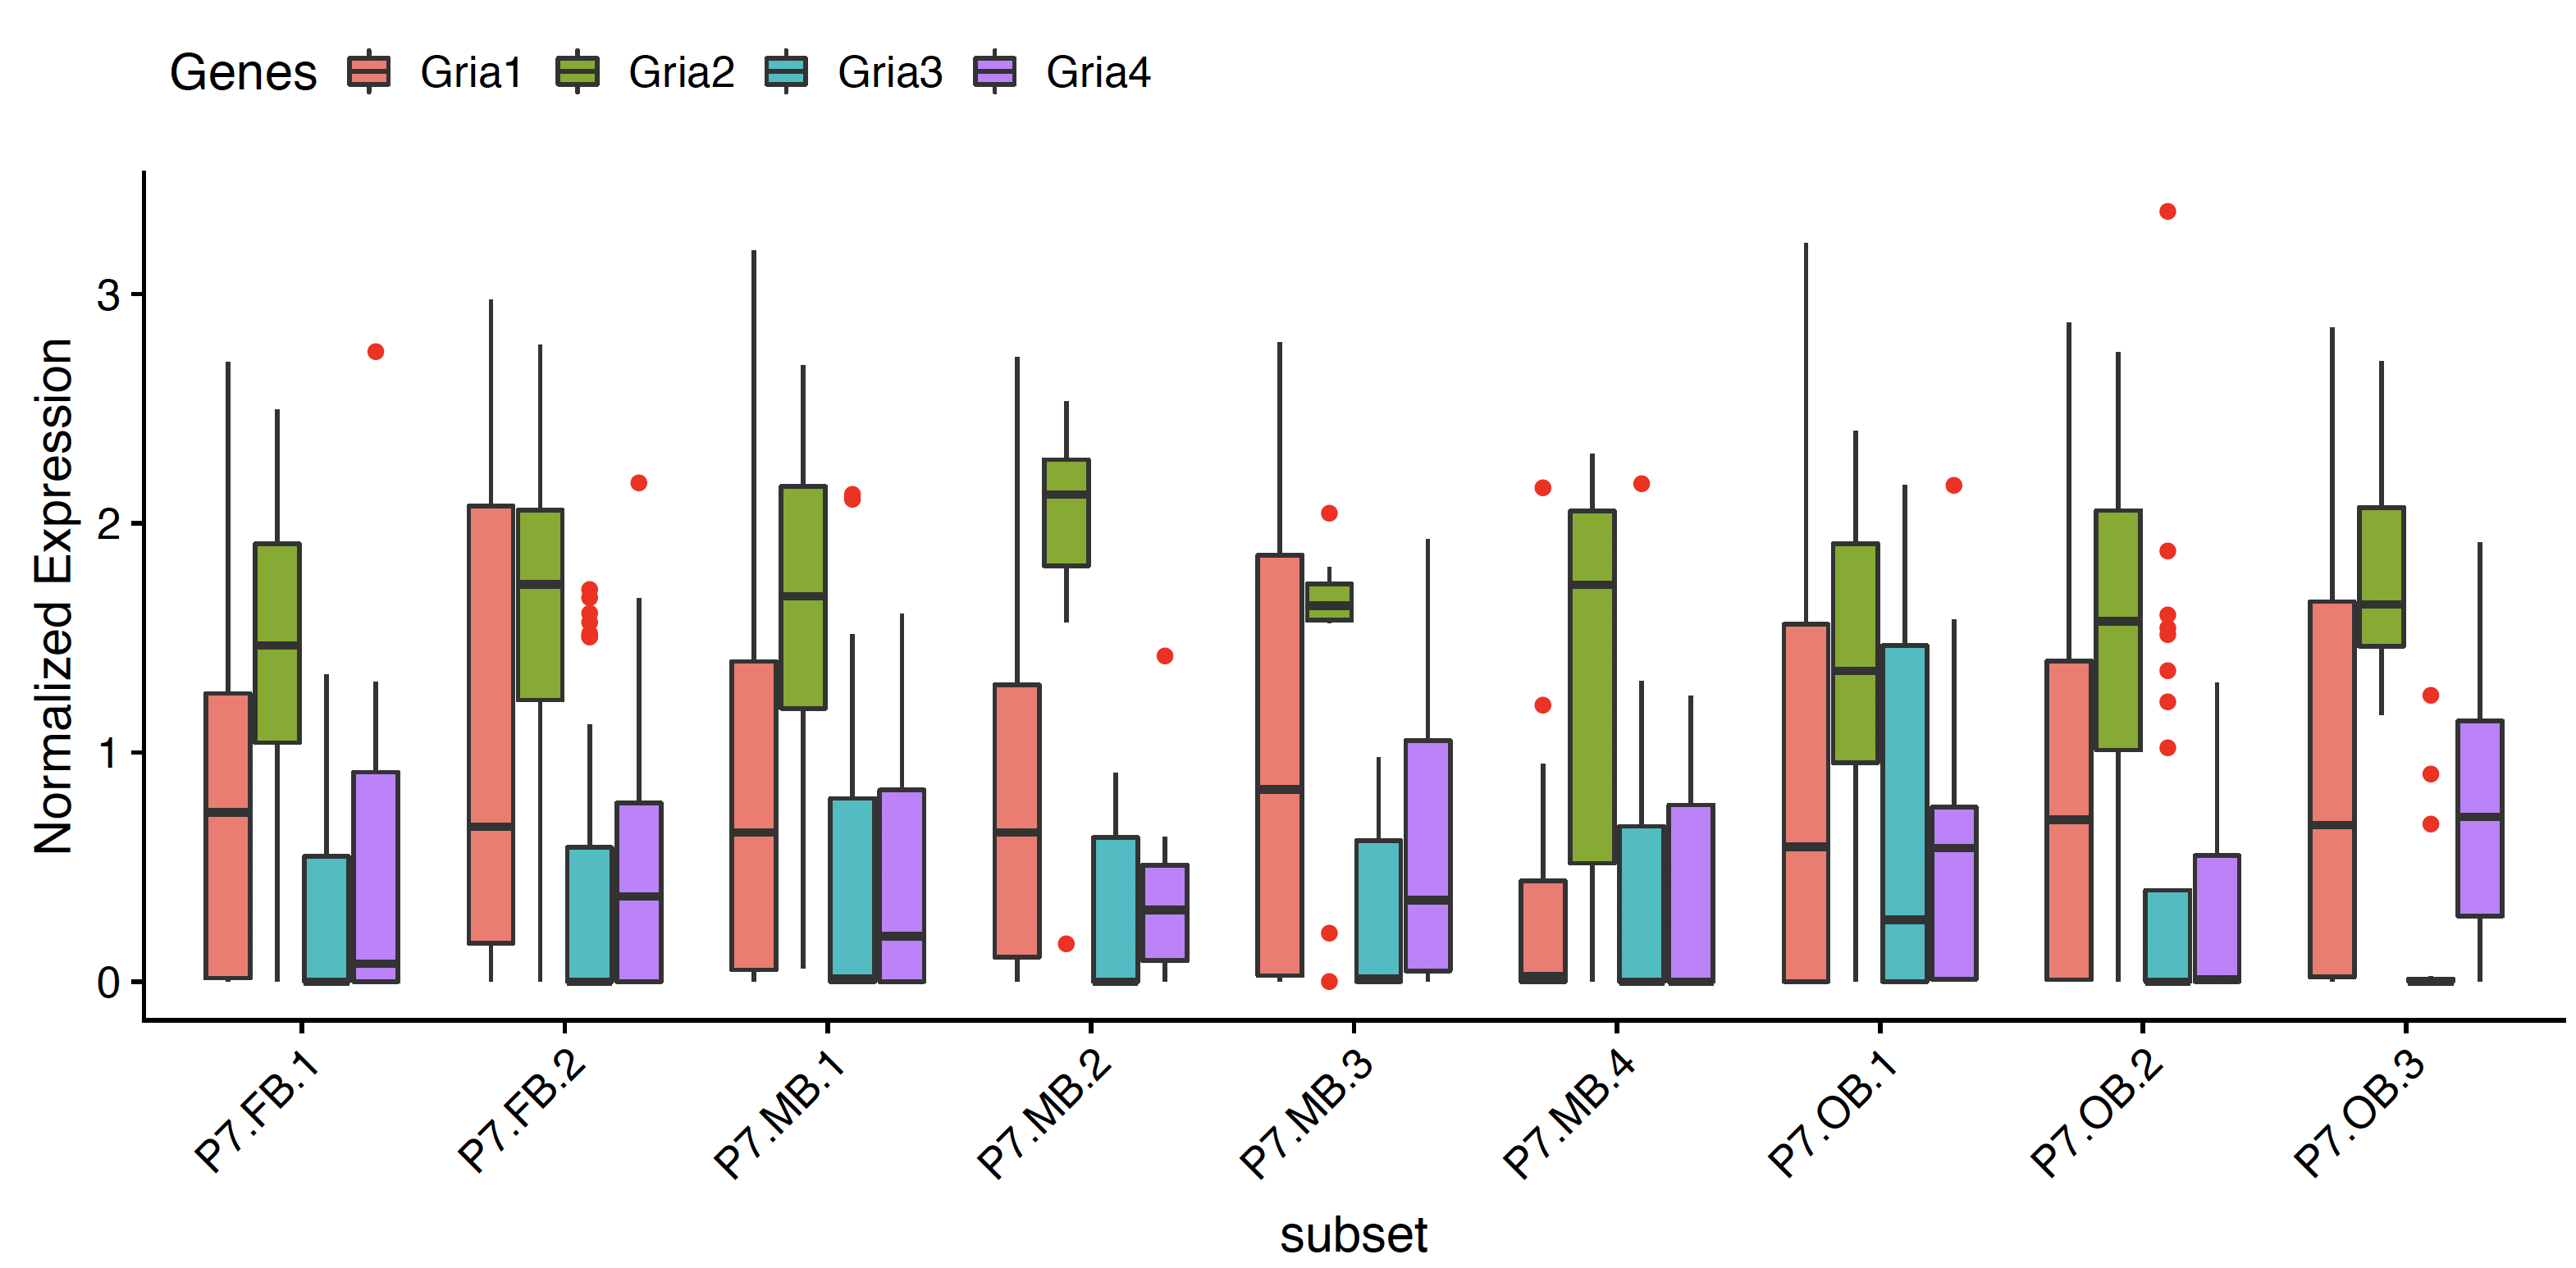 Genes Gria1 Gria2 Gria3 Gria4
Normalized Expression
3
2
1
0
P7.FB.1 P7.FB.2 P7.MB.1 P7.MB.2 P7.MB.3 P7.MB.4 P7.OB.1 P7.OB.2 P7.OB.3
subset